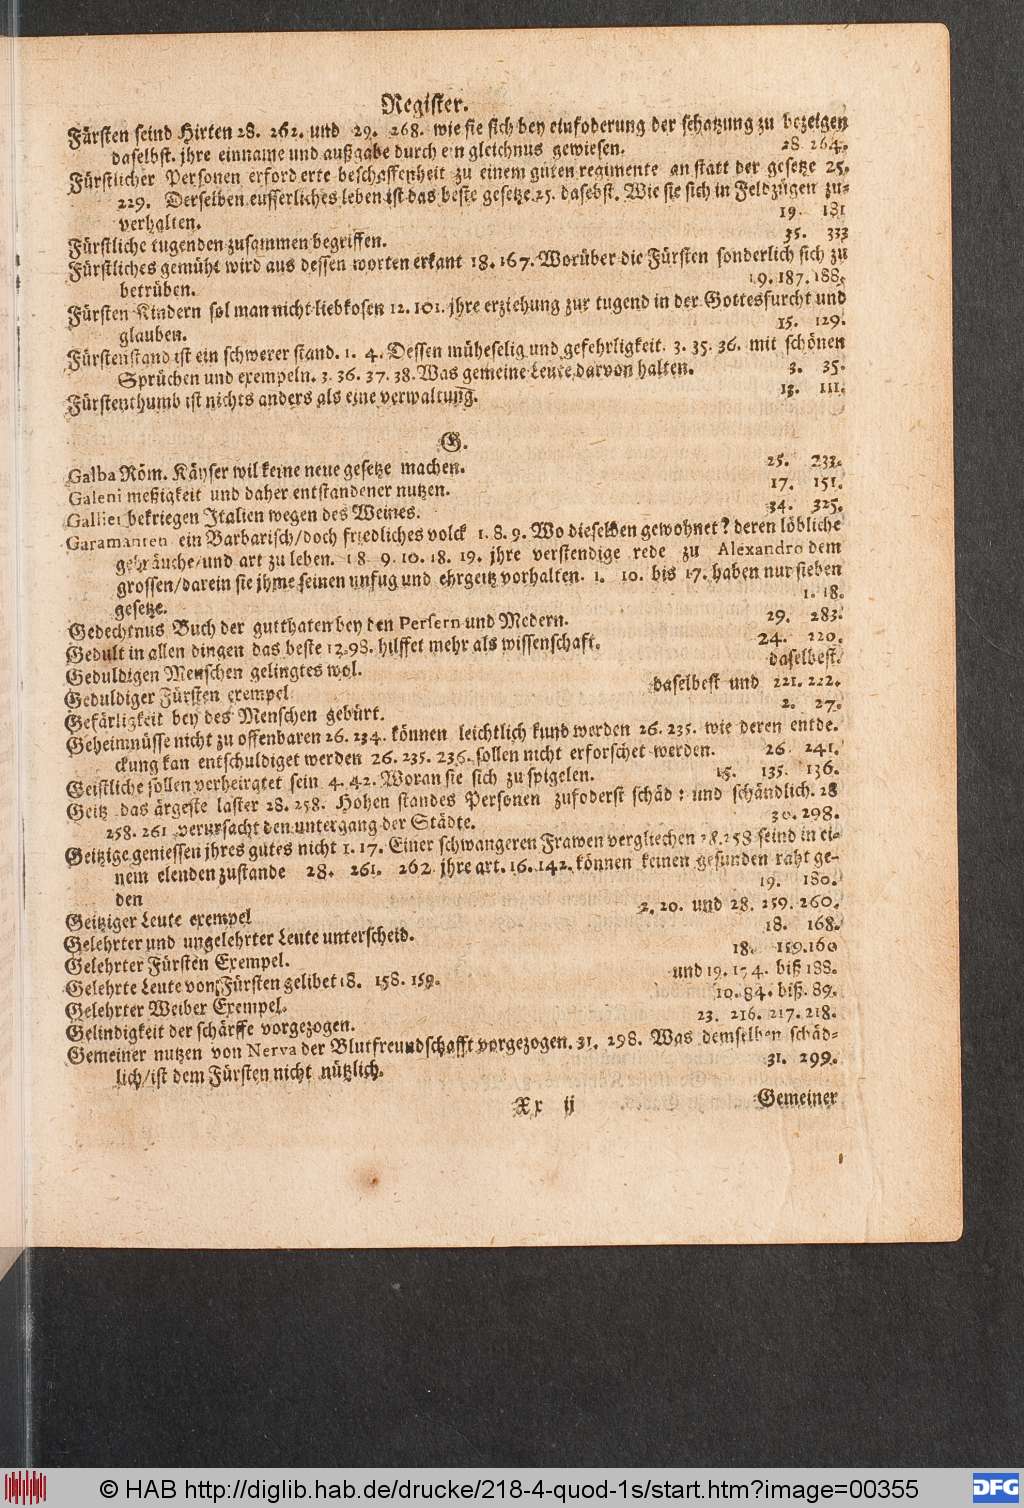 Register.
Fürsten seind Hirten 28. 262. und 29. 268. wie sie sich bey einfoderung der schatzung zu bezeigen
daselbst. jhre einname und außgabe durch ein gleichnus gewiesen. 28. 264.
Fürstlicher Personen erforderte beschaffenheit zu einem guten regimente an statt der gesetze 25.
229. Derselben eusserliches leben ist das beste gesetze. 25. dasebst. Wie sie sich in Feldzügen zu-
verhalten. 19. 181
Fürstliche tugenden zusammen begriffen. 35. 333
Fürstliches gemüht wird aus dessen worten erkant 18. 167. Worüber die Fürsten sonderlich sich zu
betrüben. 19. 187. 188.
Fürsten Kindern sol man nicht liebkosen 12. 101. jhre erziehung zur tugend in der Gottesfurcht und
glauben. 15. 129.
Fürstenstand ist ein schwerer stand. 1. 4. Dessen müheselig und gefehrligkeit. 3. 35. 36. mit schönen
Sprüchen und exempeln. 3. 36. 37. 38. Was gemeine Leute darvon halten. 3. 35.
Fürstenthumb ist nichts anders als eine verwaltung. 13. 111.
G.
Galba Röm. Käyser wil keine neue gesetze machen. 25. 233.
Galeni meßigkeit und daher entstandener nutzen. 17. 151.
Gallier bekriegen Italien wegen des Weines. 34. 325.
Garamanten ein Barbarisch/doch friedliches volck 1. 8. 9. Wo dieselben gewohnet? deren löbliche
gebräuche/und art zu leben. 1 8. 9. 10. 18. 19. jhre verstendige rede zu Alexandro dem
grossen/darein sie jhme seinen unfug und ehrgeitz vorhalten. 1. 10. bis 17. haben nur sieben
gesetze. 1. 18.
Gedechtnus Buch der gutthaten bey den Persern und Medern. 29. 283.
Gedult in allen dingen das beste 12. 98. hilffet mehr als wissenschaft. 24. 220.
Geduldigen Menschen gelingtes wol. daselbest.
Geduldiger Fürsten exempel daselbest und 221. 222.
Gefärligkeit bey des Menschen gebürt. 2. 27.
Geheimnüsse nicht zu offenbaren 26. 234. können leichtlich kund werden 26. 235. wie deren entde.
ckung kan entschuldiget werden 26. 235. 236. sollen nicht erforschet werden. 26 241.
Geistliche sollen verheiratet sein 4. 42. Woran sie sich zu spigelen. 15. 135. 136.
Geitz das ärgeste laster 28. 258. Hohen standes Personen zufoderst schäd: und schändlich. 28
258. 261 verursacht den untergang der Städte. 30. 298.
Geitzige geniessen jhres gutes nicht 1. 17. Einer schwangeren Frawen vergliechen 28. 258 seind in ei-
nem elenden zustande 28. 261. 262 jhre art. 16. 142. können keinen gesunden raht ge-
den 19. 180.
Geitziger Leute exempel 2. 20. und 28. 259. 260.
Gelehrter und ungelehrter Leute unterscheid. 18. 168.
Gelehrter Fürsten Exempel. 18. 159. 160
Gelehrte Leute von Fürsten gelibet 18. 158. 159. und 19. 174. biß 188.
Gelehrter Weiber Exempel. 10. 84. biß. 89.
Gelindigkeit der schärffe vorgezogen. 23. 216. 217. 218.
Gemeiner nutzen von Nerva der Blutfreundschafft vorgezogen. 31. 298. Was demselben schäd-
lich/ist dem Fürsten nicht nützlich. 31. 299.
Xx ij Gemeiner
© HAB http://diglib.hab.de/drucke/218-4-quod-1s/start.htm?image=00355
DFG